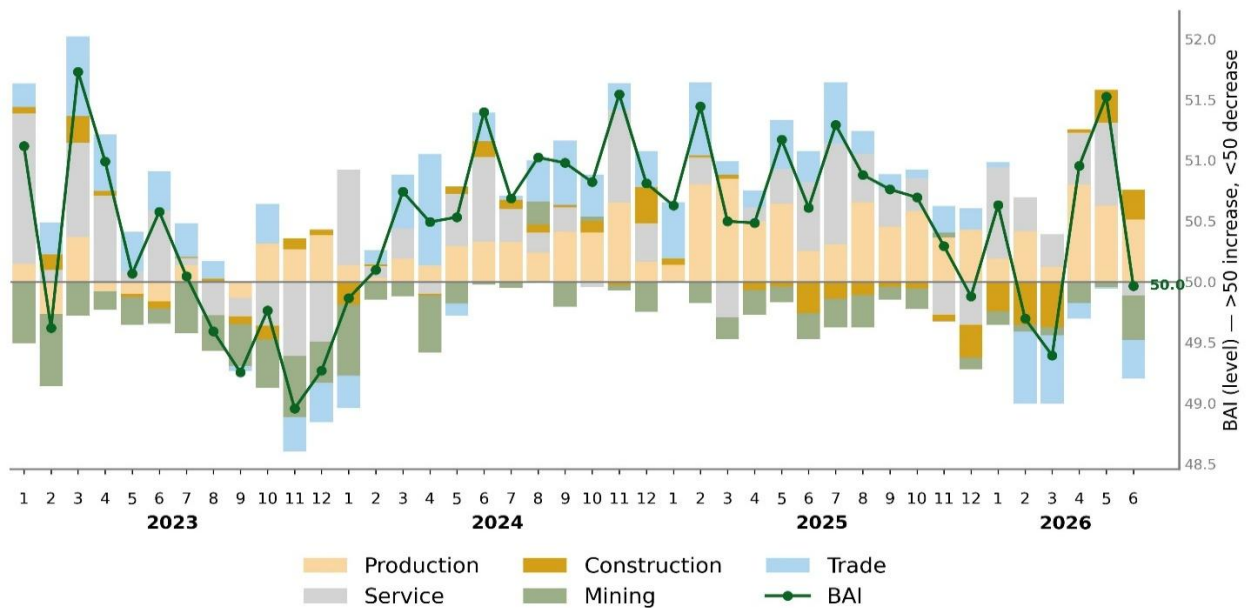 52.0
51.5
51.0
50.5
50.0
50.0
49.5
49.0
48.5
BAI (level) — >50 increase, <50 decrease
1 2 3 4 5 6 7 8 9 10 11 12 1 2 3 4 5 6 7 8 9 10 11 12 1 2 3 4 5 6 7 8 9 10 11 12 1 2 3 4 5 6
2023 2024 2025 2026
Production Construction Trade
Service Mining BAI